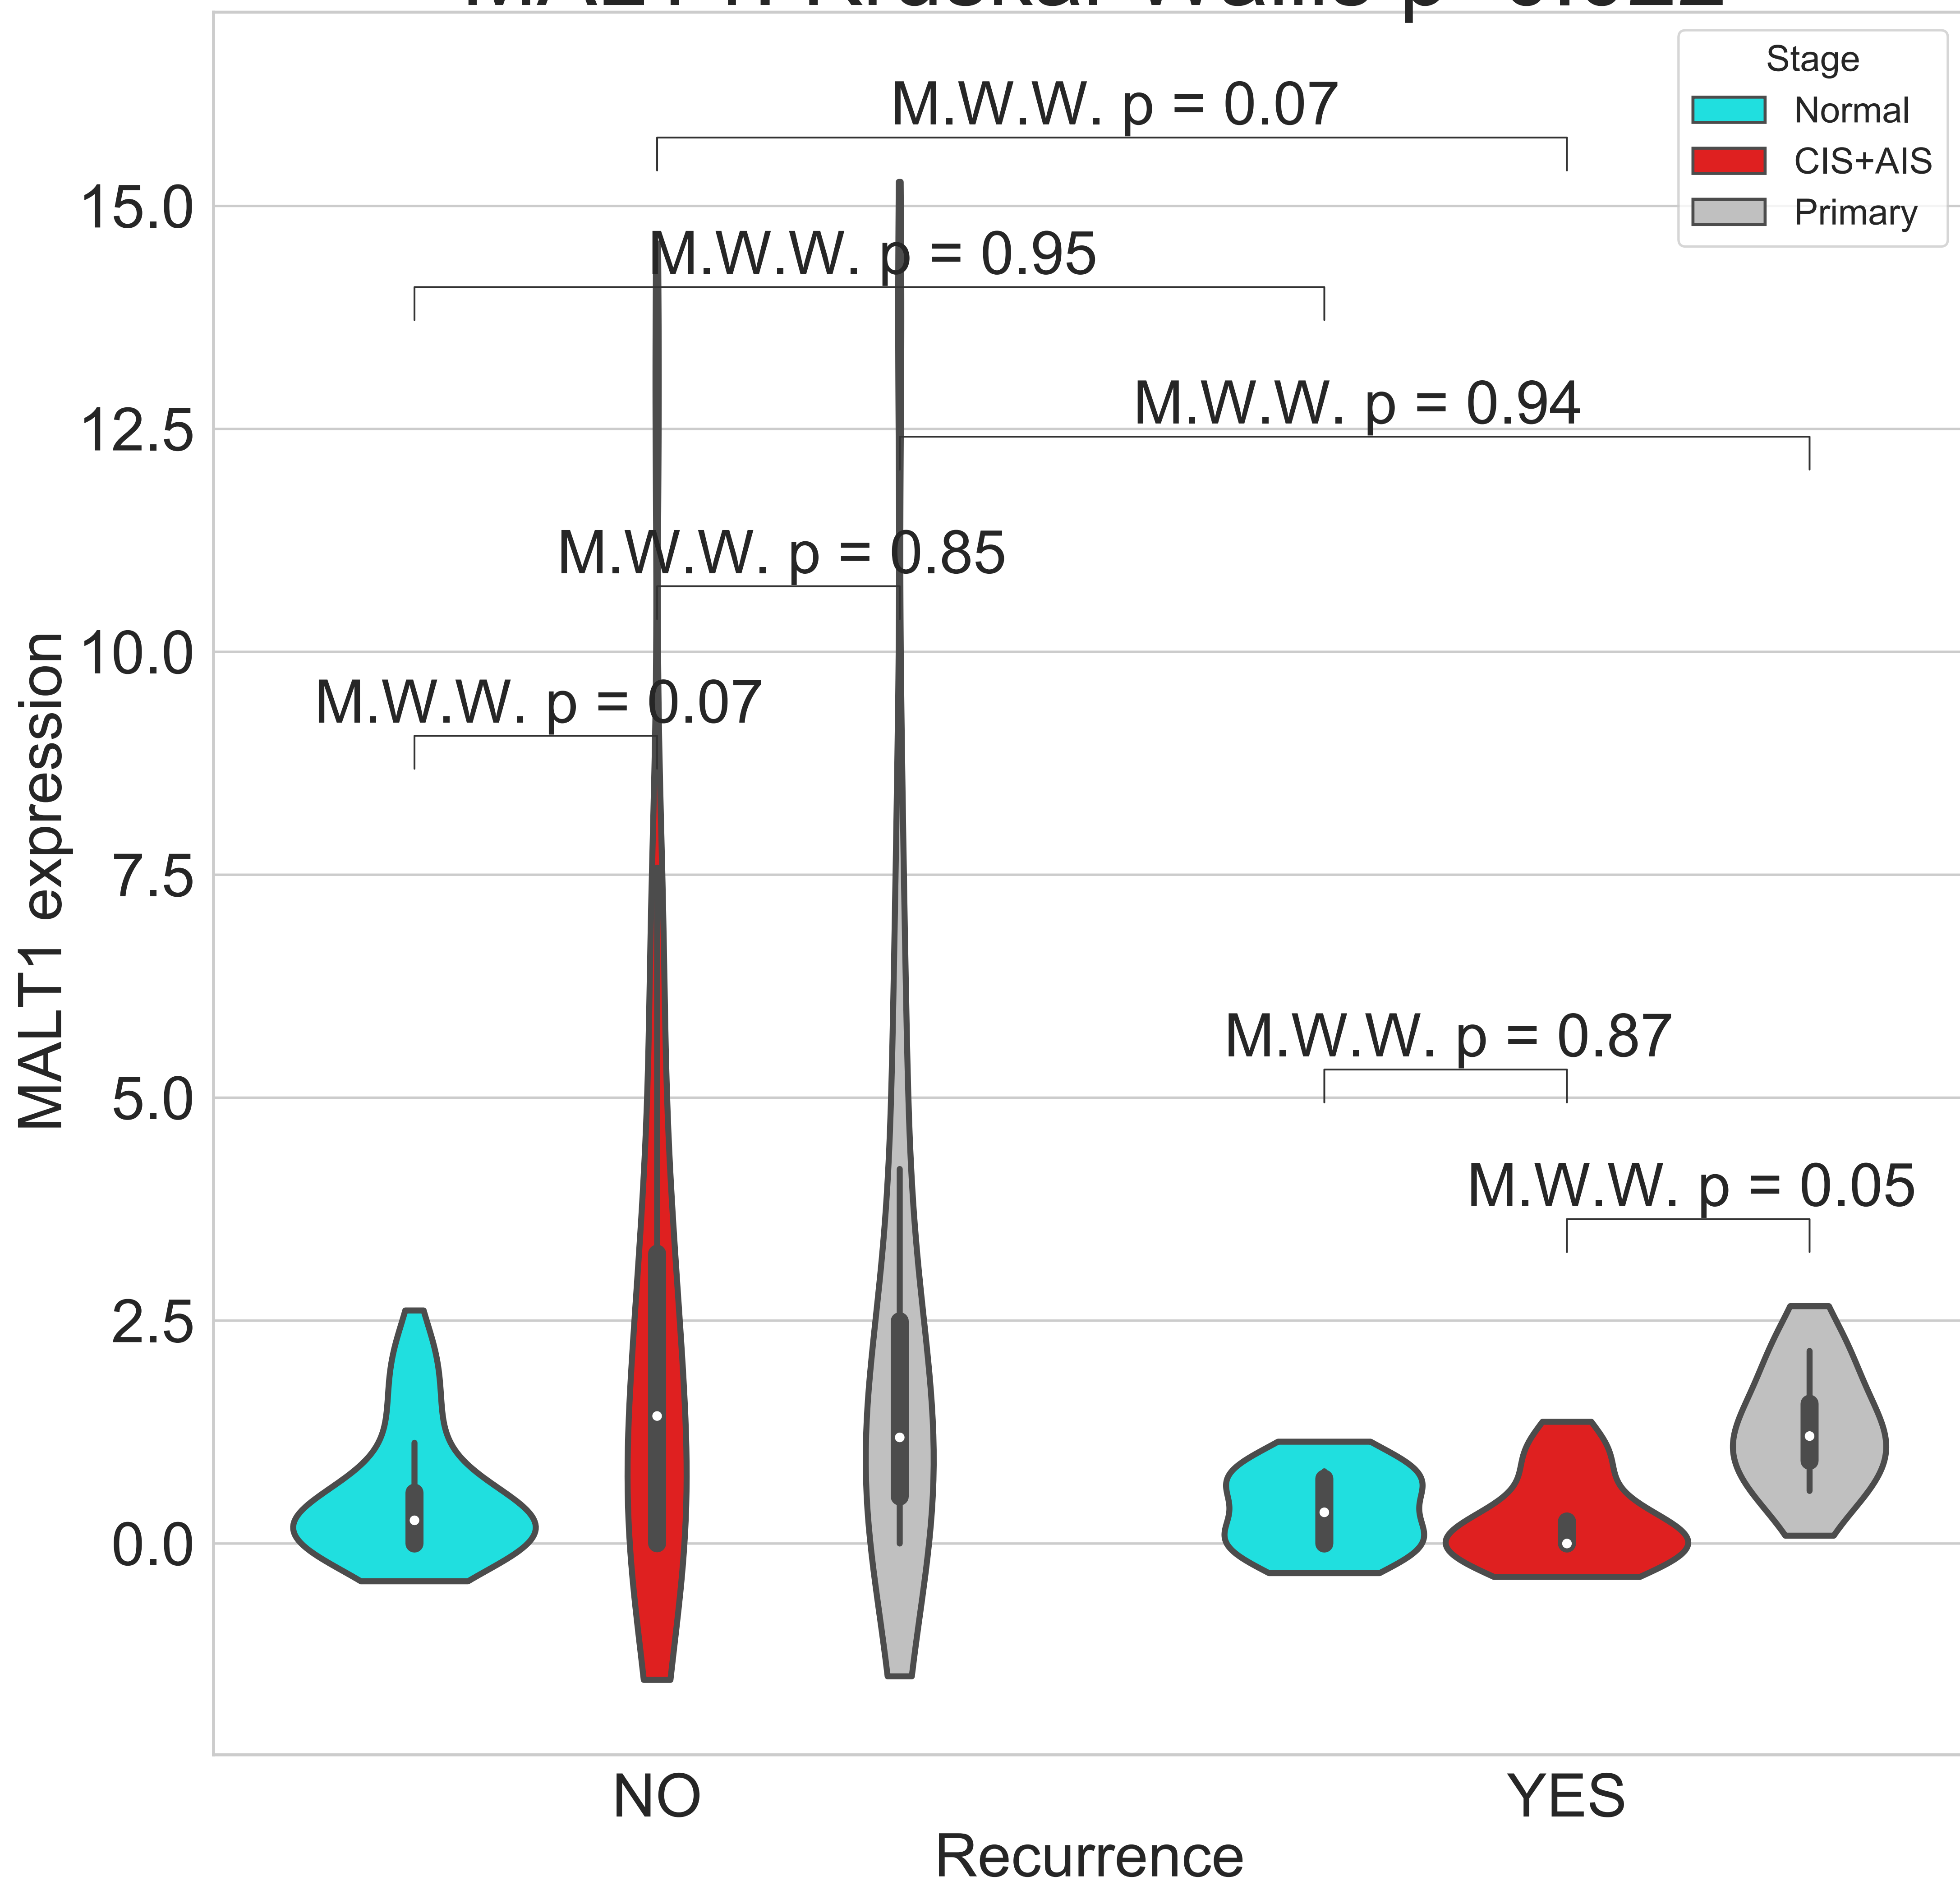 Stage
Normal
CIS+AIS
Primary
M.W.W. p = 0.07
15.0
M.W.W. p = 0.95
12.5
M.W.W. p = 0.94
M.W.W. p = 0.85
10.0
M.W.W. p = 0.07
7.5
MALT1 expression
M.W.W. p = 0.87
5.0
M.W.W. p = 0.05
2.5
0.0
NO
YES
Recurrence